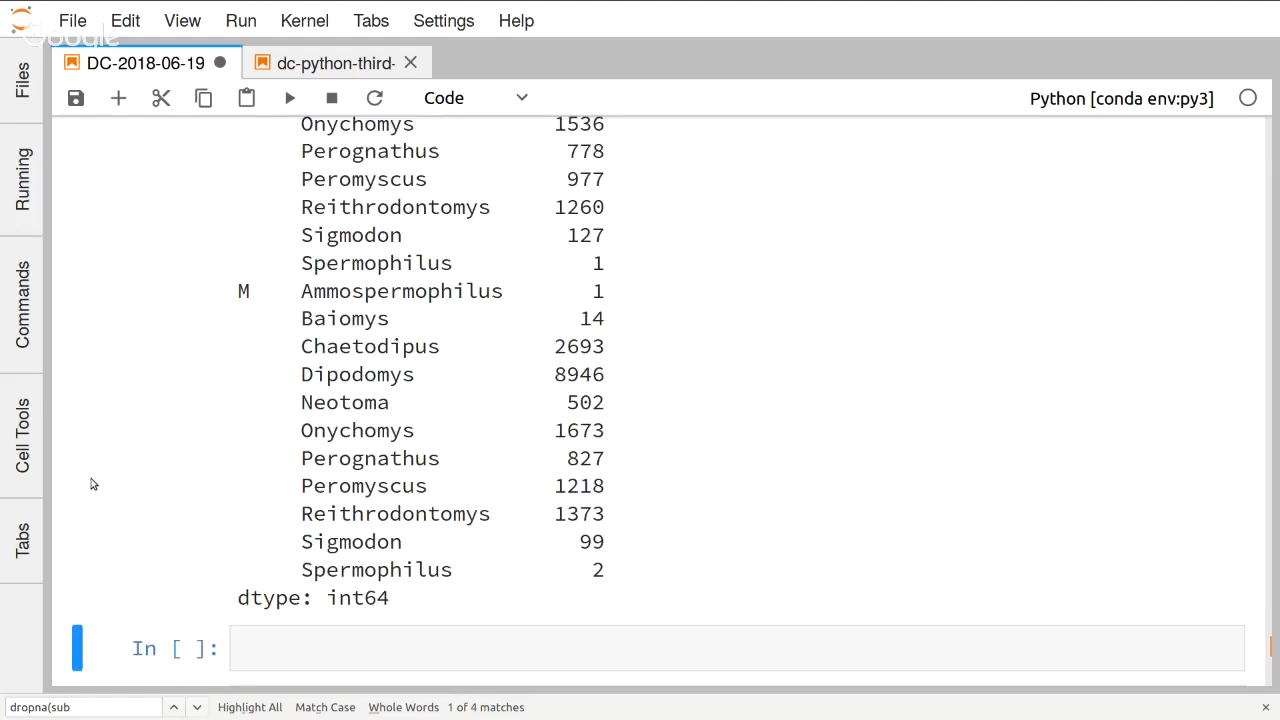 File Edit View Run Kernel Tabs Settings Help
Google
DC-2018-06-19 dc-python-third-
Code Python [conda env:py3]
Files
Running
Commands
Cell Tools
Tabs
Onychomys 1536
Perognathus 778
Peromyscus 977
Reithrodontomys 1260
Sigmodon 127
Spermophilus 1
M Ammospermophilus 1
Baiomys 14
Chaetodipus 2693
Dipodomys 8946
Neotoma 502
Onychomys 1673
Perognathus 827
Peromyscus 1218
Reithrodontomys 1373
Sigmodon 99
Spermophilus 2
dtype: int64
In [ ]:
dropna(sub Highlight All Match Case Whole Words 1 of 4 matches